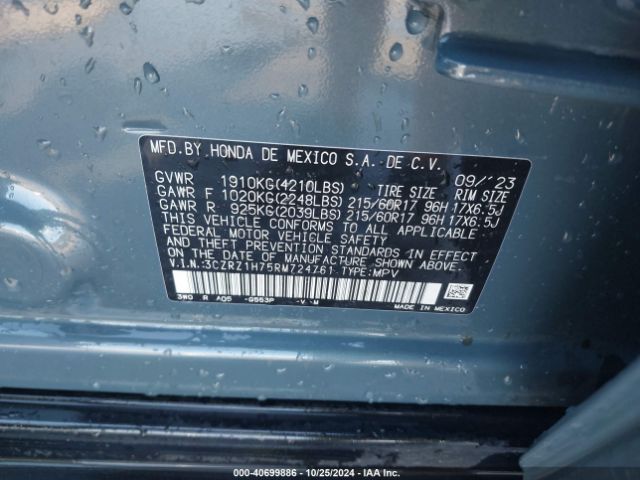 MFD.BY HONDA DE MEXICO S.A. DE C.V. 09/'23
GVWR 1910KG(4210LBS) TIRE SIZE RIM SIZE
GAWR F 1020KG(2248LBS) 215/60R17 96H 17X6.5J
GAWR R 925KG(2039LBS) 215/60R17 96H 17X6.5J
THIS VEHICLE CONFORMS TO ALL APPLICABLE
FEDERAL MOTOR VEHICLE SAFETY STANDARDS IN EFFECT
ON THE DATE OF MANUFACTURE SHOWN ABOVE.
V.I.N.:3CZRZ1H75RM724761 TYPE:MPV
3W0 R AQ5 -G553P -V M
MADE IN MEXICO
000-40699886 - 10/25/2024 - IAA Inc.